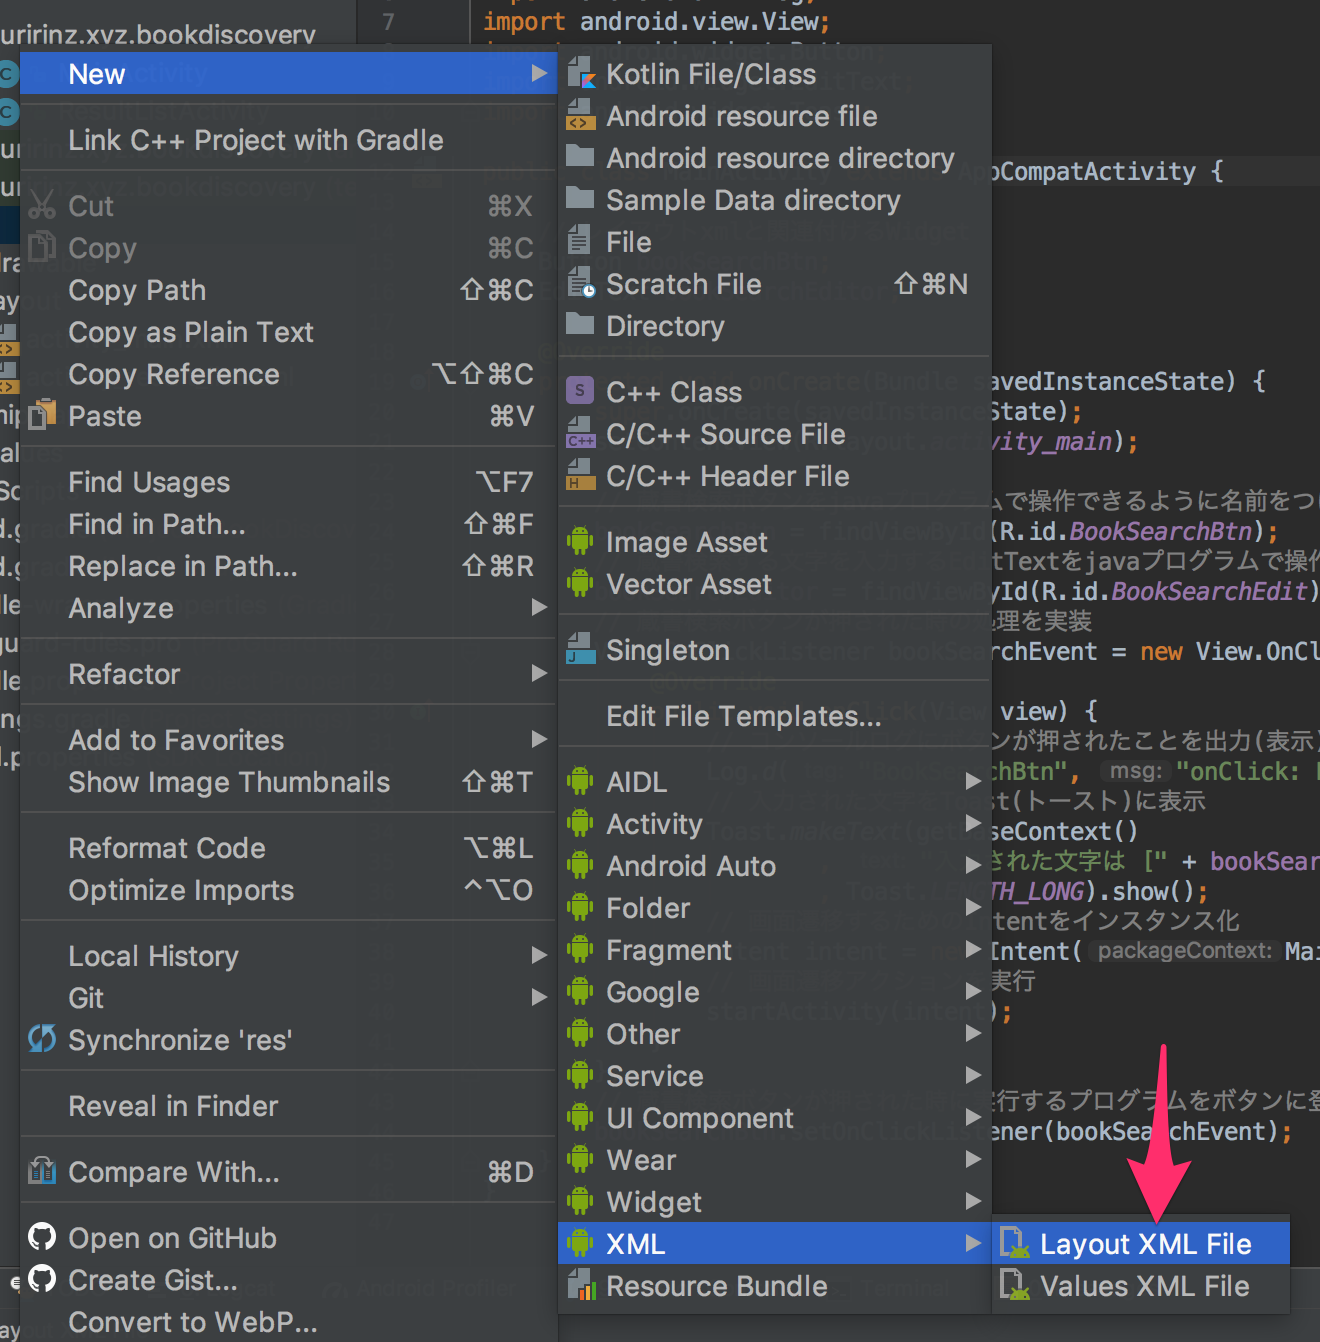 7
import android.view.View;
uririnz.xyz.bookdiscovery
New
Link C++ Project with Gradle
Cut ⌘X
Copy ⌘C
Copy Path ⇧⌘C
Copy as Plain Text
Copy Reference ⌥⇧⌘C
Paste ⌘V
Find Usages ⌥F7
Find in Path... ⇧⌘F
Replace in Path... ⇧⌘R
Analyze
Refactor
Add to Favorites
Show Image Thumbnails ⇧⌘T
Reformat Code ⌥⌘L
Optimize Imports ^⌥O
Local History
Git
Synchronize 'res'
Reveal in Finder
Compare With... ⌘D
Open on GitHub
Create Gist...
Convert to WebP...
Kotlin File/Class
Android resource file
Android resource directory
Sample Data directory
File
Scratch File ⇧⌘N
Directory
C++ Class
C/C++ Source File
C/C++ Header File
Image Asset
Vector Asset
Singleton
Edit File Templates...
AIDL
Activity
Android Auto
Folder
Fragment
Google
Other
Service
UI Component
Wear
Widget
XML
Resource Bundle
Layout XML File
Values XML File
pCompatActivity {
savedInstanceState) {
State);
vity_main);
ムで操作できるように名前をつ
(R.id.BookSearchBtn);
itTextをjavaプログラムで操作
yId(R.id.BookSearchEdit)
処理を実装
rchEvent = new View.OnCl
view) {
ンが押されたことを出力(表示)
chBtn", msg: "onClick:
(トースト)に表示
seContext()
された文字は [" + bookSear
TH_LONG).show();
tentをインスタンス化
Intent( packageContext: Mai
実行
);
行するプログラムをボタンに登
ener(bookSearchEvent);